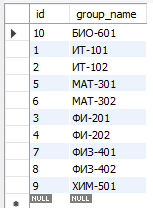 id group_name
10 БИО-601
1 ИТ-101
2 ИТ-102
5 МАТ-301
6 МАТ-302
3 ФИ-201
4 ФИ-202
7 ФИЗ-401
8 ФИЗ-402
9 ХИМ-501
NULL NULL